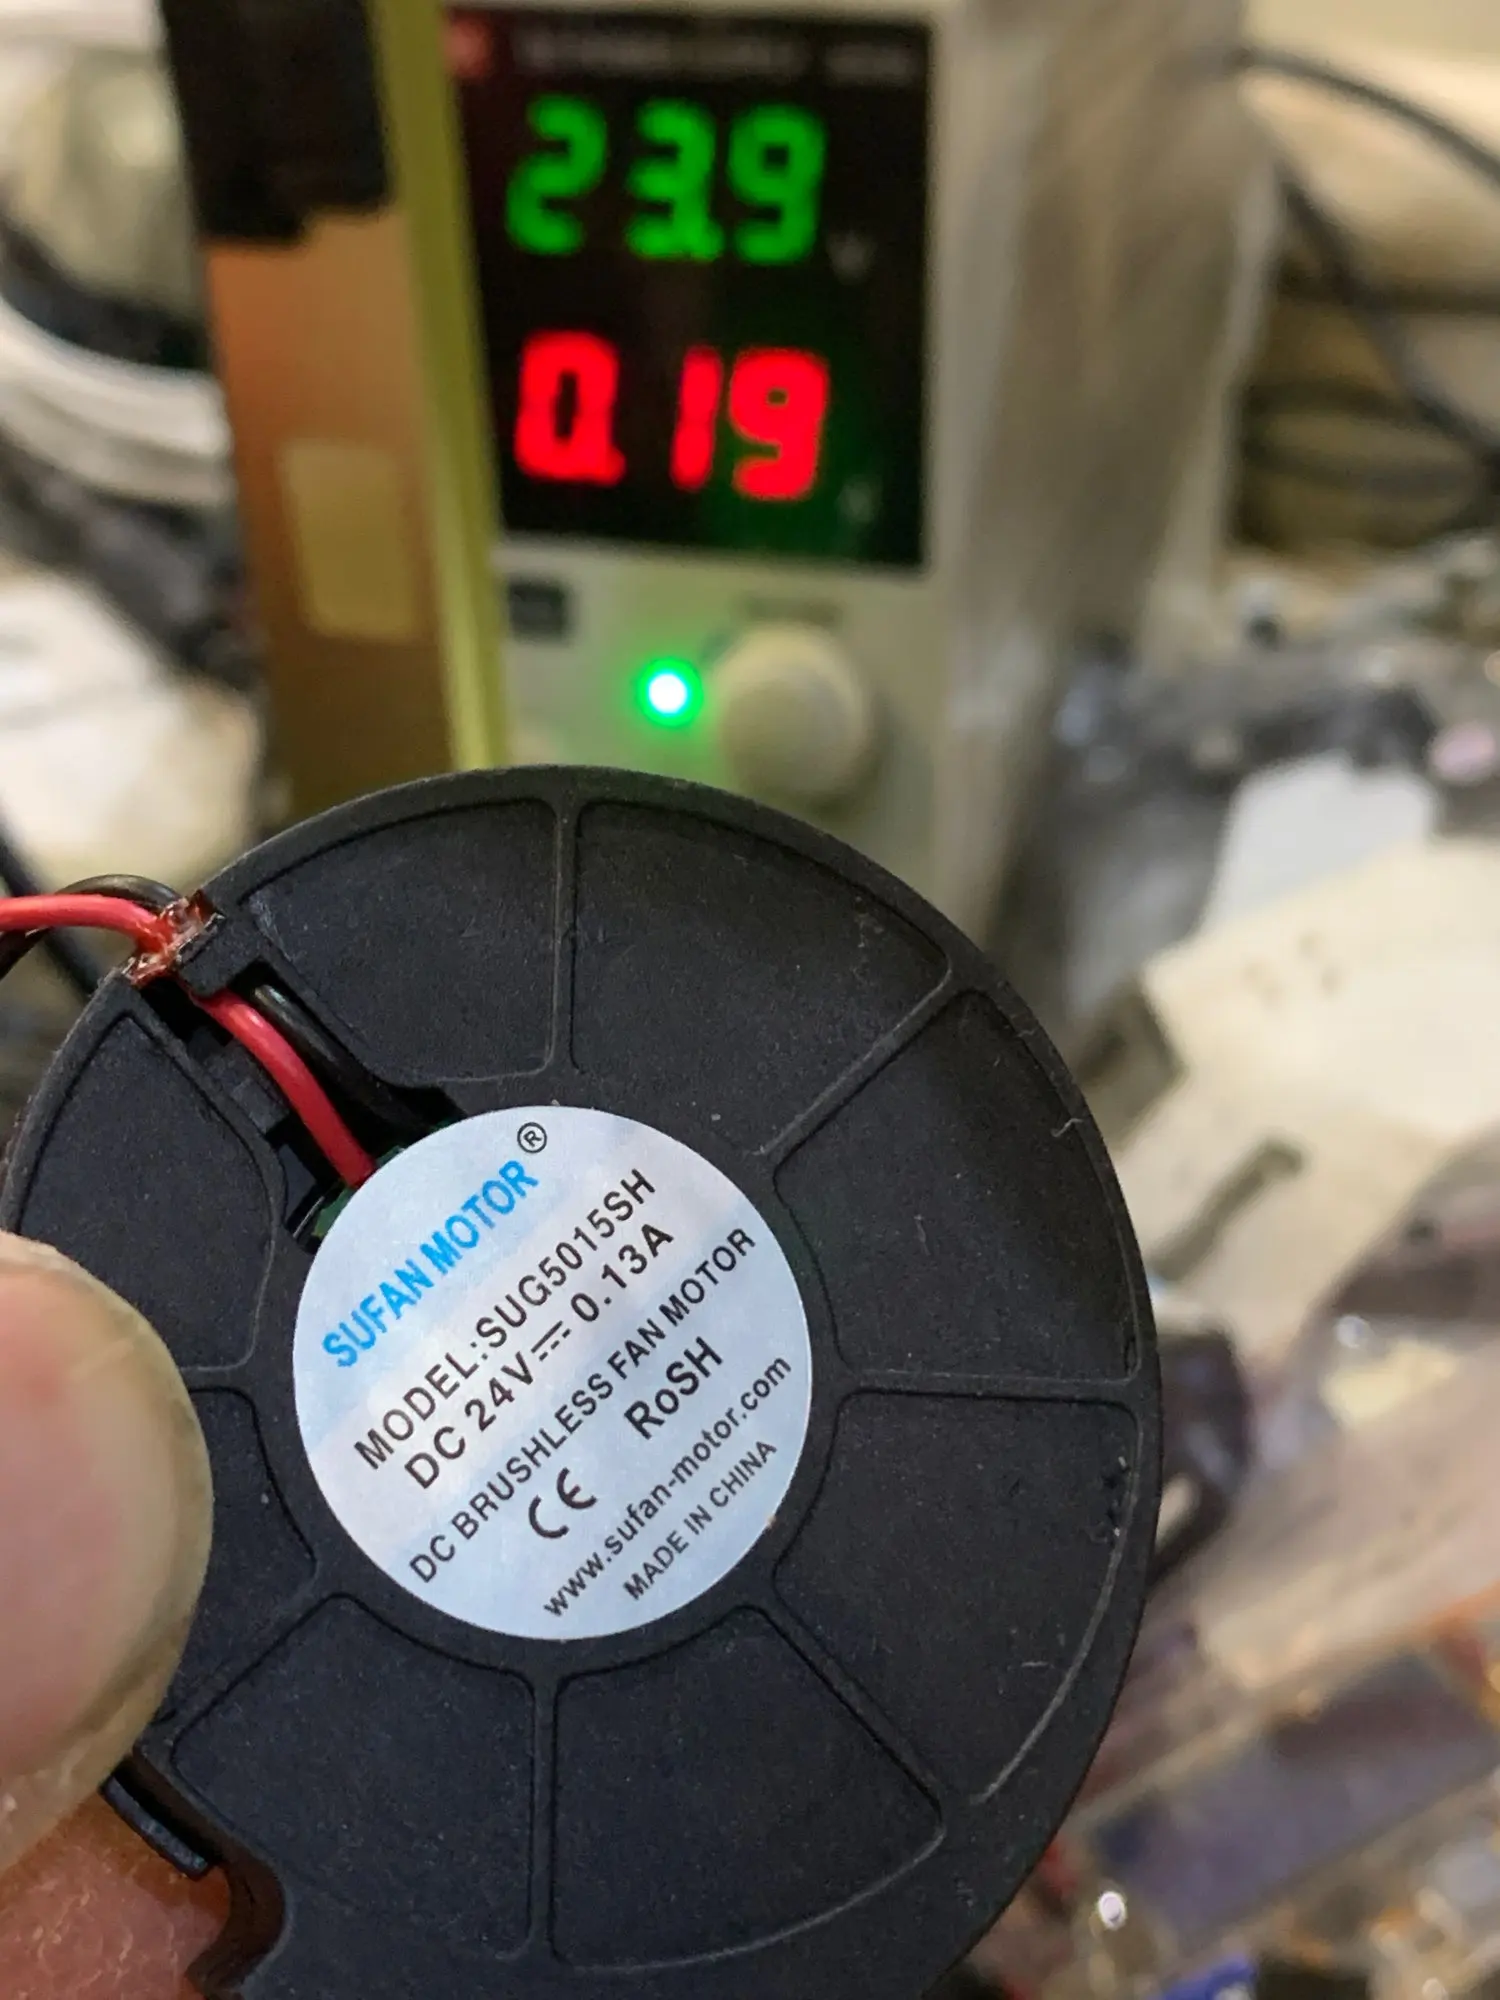 23.9
0.19
SUFAN MOTOR®
MODEL:SUG5015SH
DC 24V⎓0.13A
DC BRUSHLESS FAN MOTOR
CE RoSH
www.sufan-motor.com
MADE IN CHINA